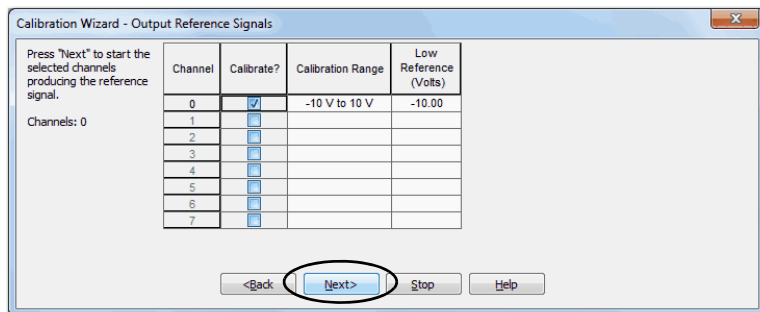 Calibration Wizard - Output Reference Signals
X
Press "Next" to start the
selected channels
producing the reference
signal.
Channels: 0
Channel Calibrate? Calibration Range Low Reference (Volts)
0 -10 V to 10 V -10.00
1
2
3
4
5
6
7
<Back Next> Stop Help